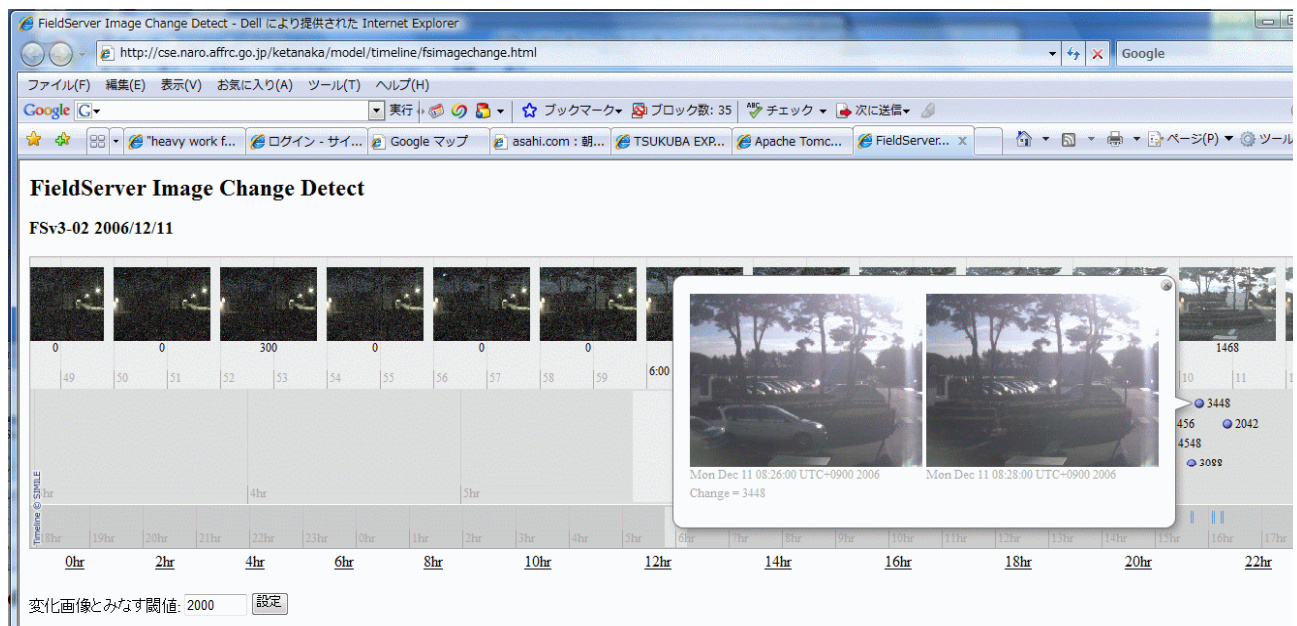 FieldServer Image Change Detect - Dell により提供された Internet Explorer
http://cse.naro.affrc.go.jp/ketanaka/model/timeline/fsimagechange.html
Google
ファイル(F) 編集(E) 表示(V) お気に入り(A) ツール(T) ヘルプ(H)
Google G 実行 ブックマーク ブロック数: 35 ABC チェック 次に送信
"heavy work f... ログイン - サイ... Google マップ asahi.com : 朝... TSUKUBA EXP... Apache Tomc... FieldServer... x ページ(P) ツール
FieldServer Image Change Detect
FSv3-02 2006/12/11
0 0 300 0 0 0 1468
49 50 51 52 53 54 55 56 57 58 59 6:00 10 11
3448
456 2042
4548
3088
Mon Dec 11 08:26:00 UTC+0900 2006 Mon Dec 11 08:28:00 UTC+0900 2006
Change = 3448
hr 4hr 5hr
Timeline © SIMILE
18hr 19hr 20hr 21hr 22hr 23hr 0hr 1hr 2hr 3hr 4hr 5hr 6hr 7hr 8hr 9hr 10hr 11hr 12hr 13hr 14hr 15hr 16hr 17hr
0hr 2hr 4hr 6hr 8hr 10hr 12hr 14hr 16hr 18hr 20hr 22hr
変化画像とみなす閾値: 2000 設定